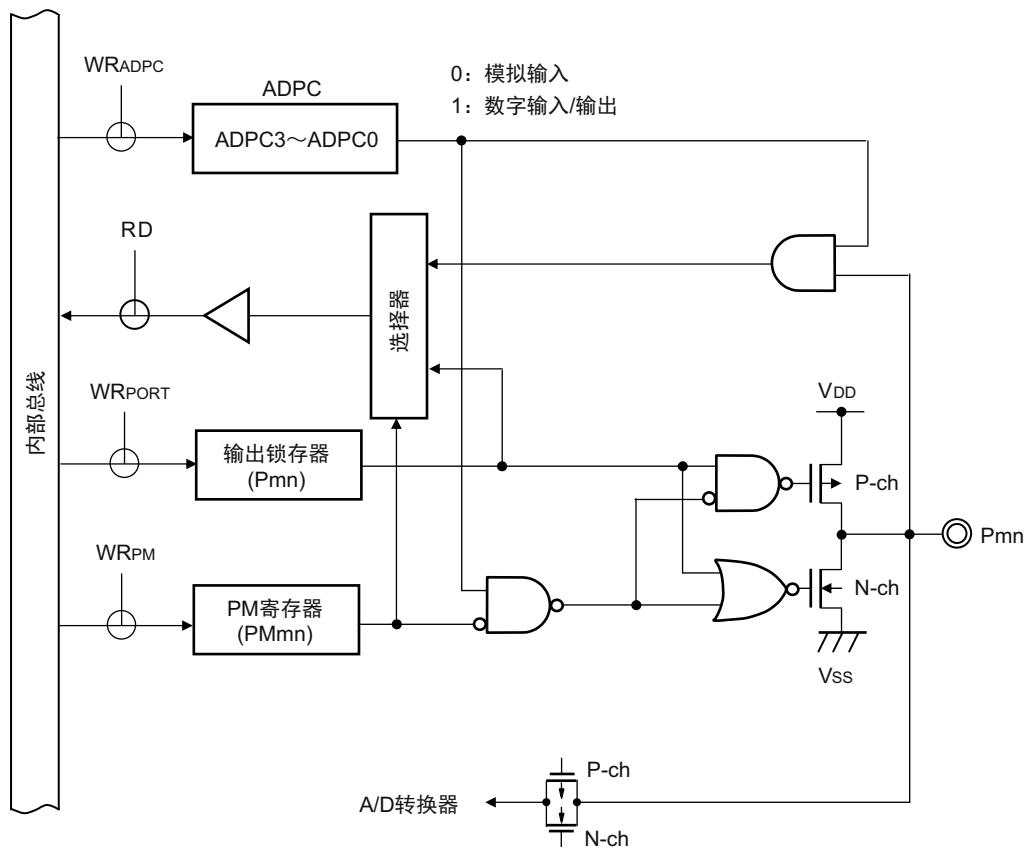 WRADPC
ADPC
ADPC3～ADPC0
0：模拟输入
1：数字输入/输出
RD
选择器
内部总线
WRPORT
输出锁存器
(Pmn)
VDD
P-ch
Pmn
N-ch
VSS
WRPM
PM寄存器
(PMmn)
P-ch
A/D转换器
N-ch